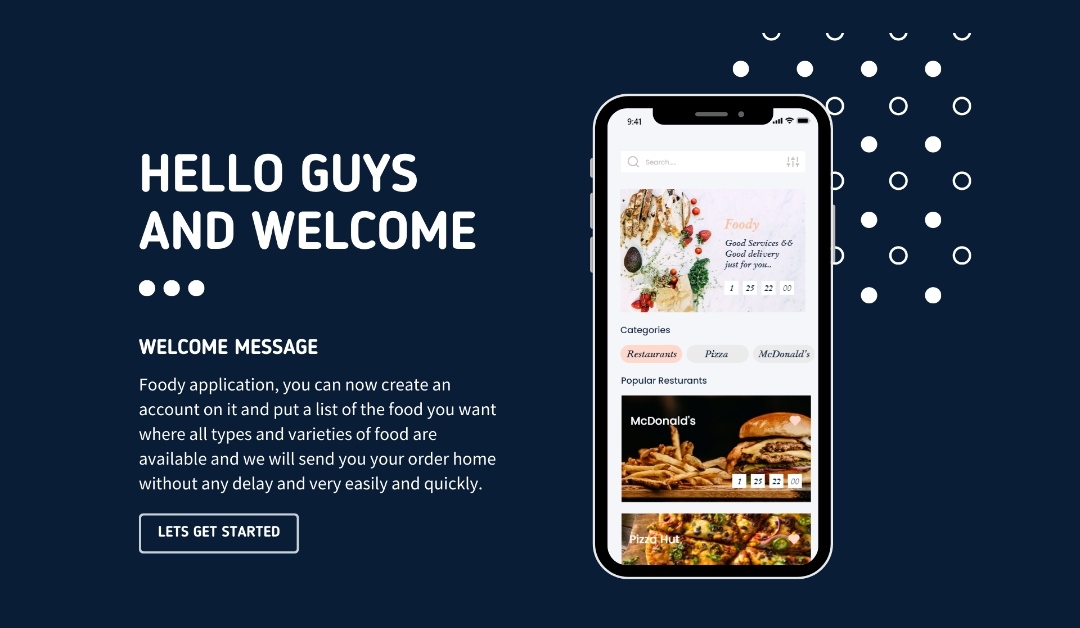 HELLO GUYS
AND WELCOME
WELCOME MESSAGE
Foody application, you can now create an
account on it and put a list of the food you want
where all types and varieties of food are
available and we will send you your order home
without any delay and very easily and quickly.
LETS GET STARTED
9:41
Search...
Foody
Good Services &&
Good delivery
just for you..
1 25 22 00
Categories
Restaurants Pizza McDonald's
Popular Resturants
McDonald's
1 25 22 00
Pizza Hut